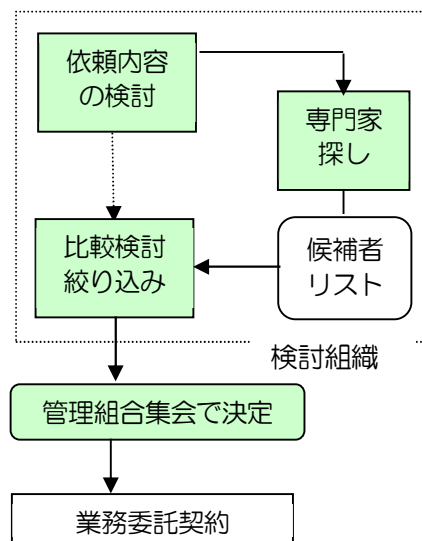 依頼内容
の検討
専門家
探し
比較検討
絞り込み
候補者
リスト
検討組織
管理組合集会で決定
業務委託契約